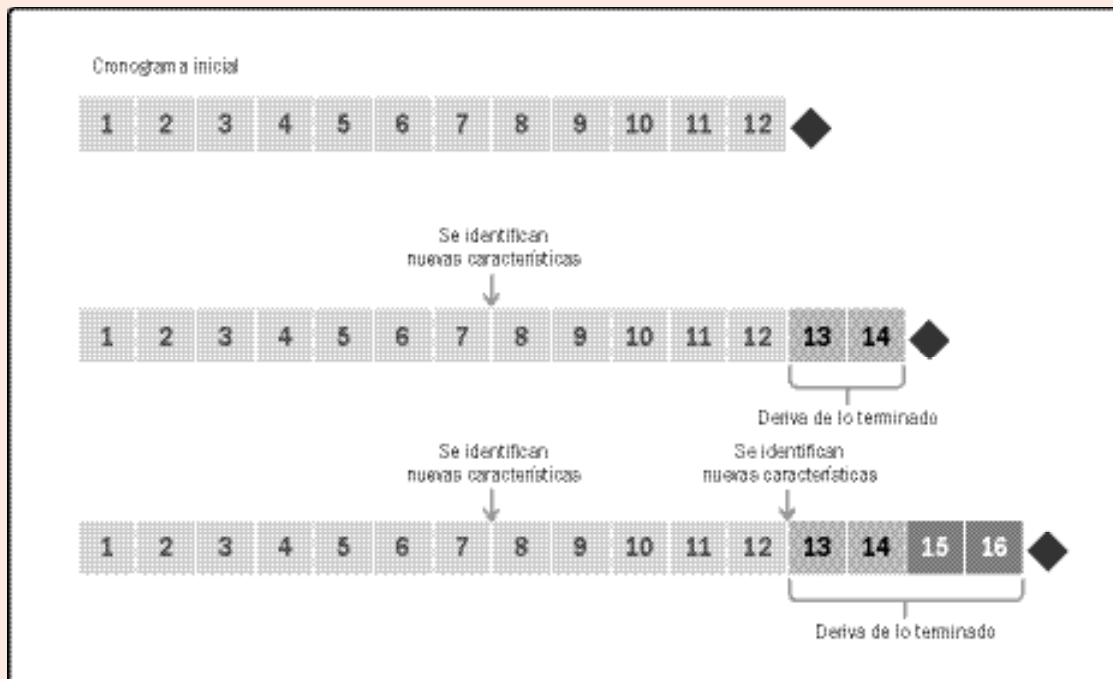 Cronograma inicial
1 2 3 4 5 6 7 8 9 10 11 12
Se identifican
nuevas características
1 2 3 4 5 6 7 8 9 10 11 12 13 14
Deriva de lo terminado
Se identifican
nuevas características
Se identifican
nuevas características
1 2 3 4 5 6 7 8 9 10 11 12 13 14 15 16
Deriva de lo terminado